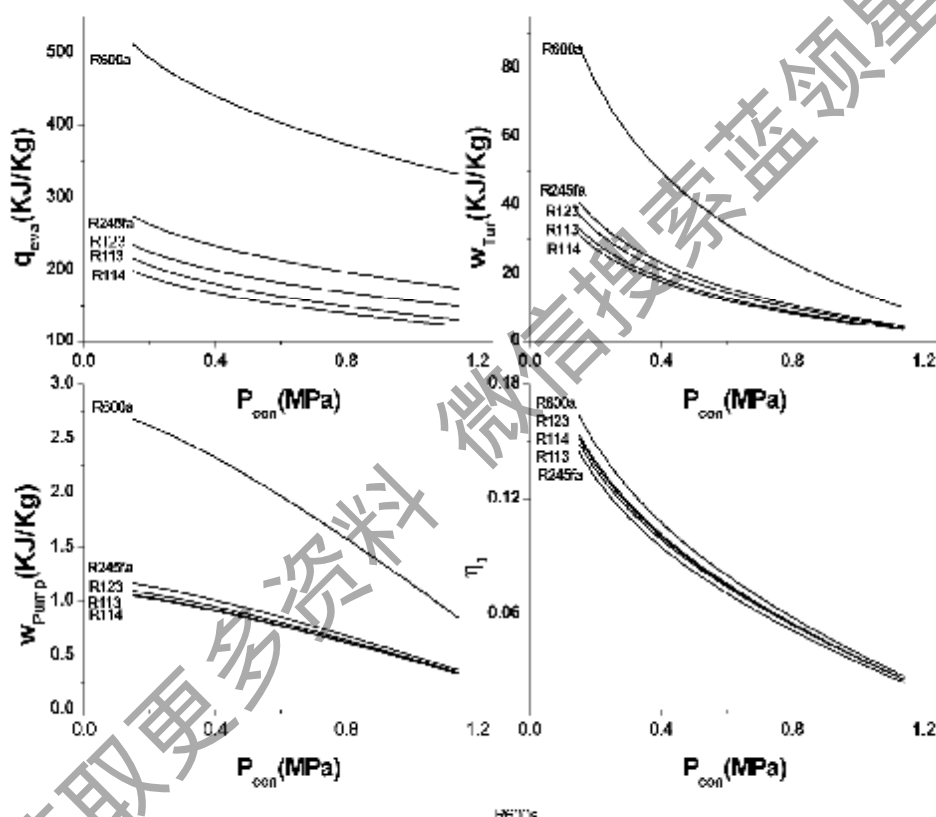 500
400
300
200
100
q_eva(KJ/Kg)
R600a
R245fa
R123
R113
R114
0.0 0.4 0.8 1.2
P_con(MPa)
80
60
40
20
0
w_Tur(KJ/Kg)
R600a
R245fa
R123
R113
R114
0.0 0.4 0.8 1.2
P_con(MPa)
3.0
2.5
2.0
1.5
1.0
0.5
0.0
w_Pump(KJ/Kg)
R600a
R245fa
R123
R113
R114
0.0 0.4 0.8 1.2
P_con(MPa)
0.18
0.12
0.06
R600a
R123
R114
R113
R245fa
0.0 0.4 0.8 1.2
P_con(MPa)
R600a
取更多资料 微信搜索蓝领星